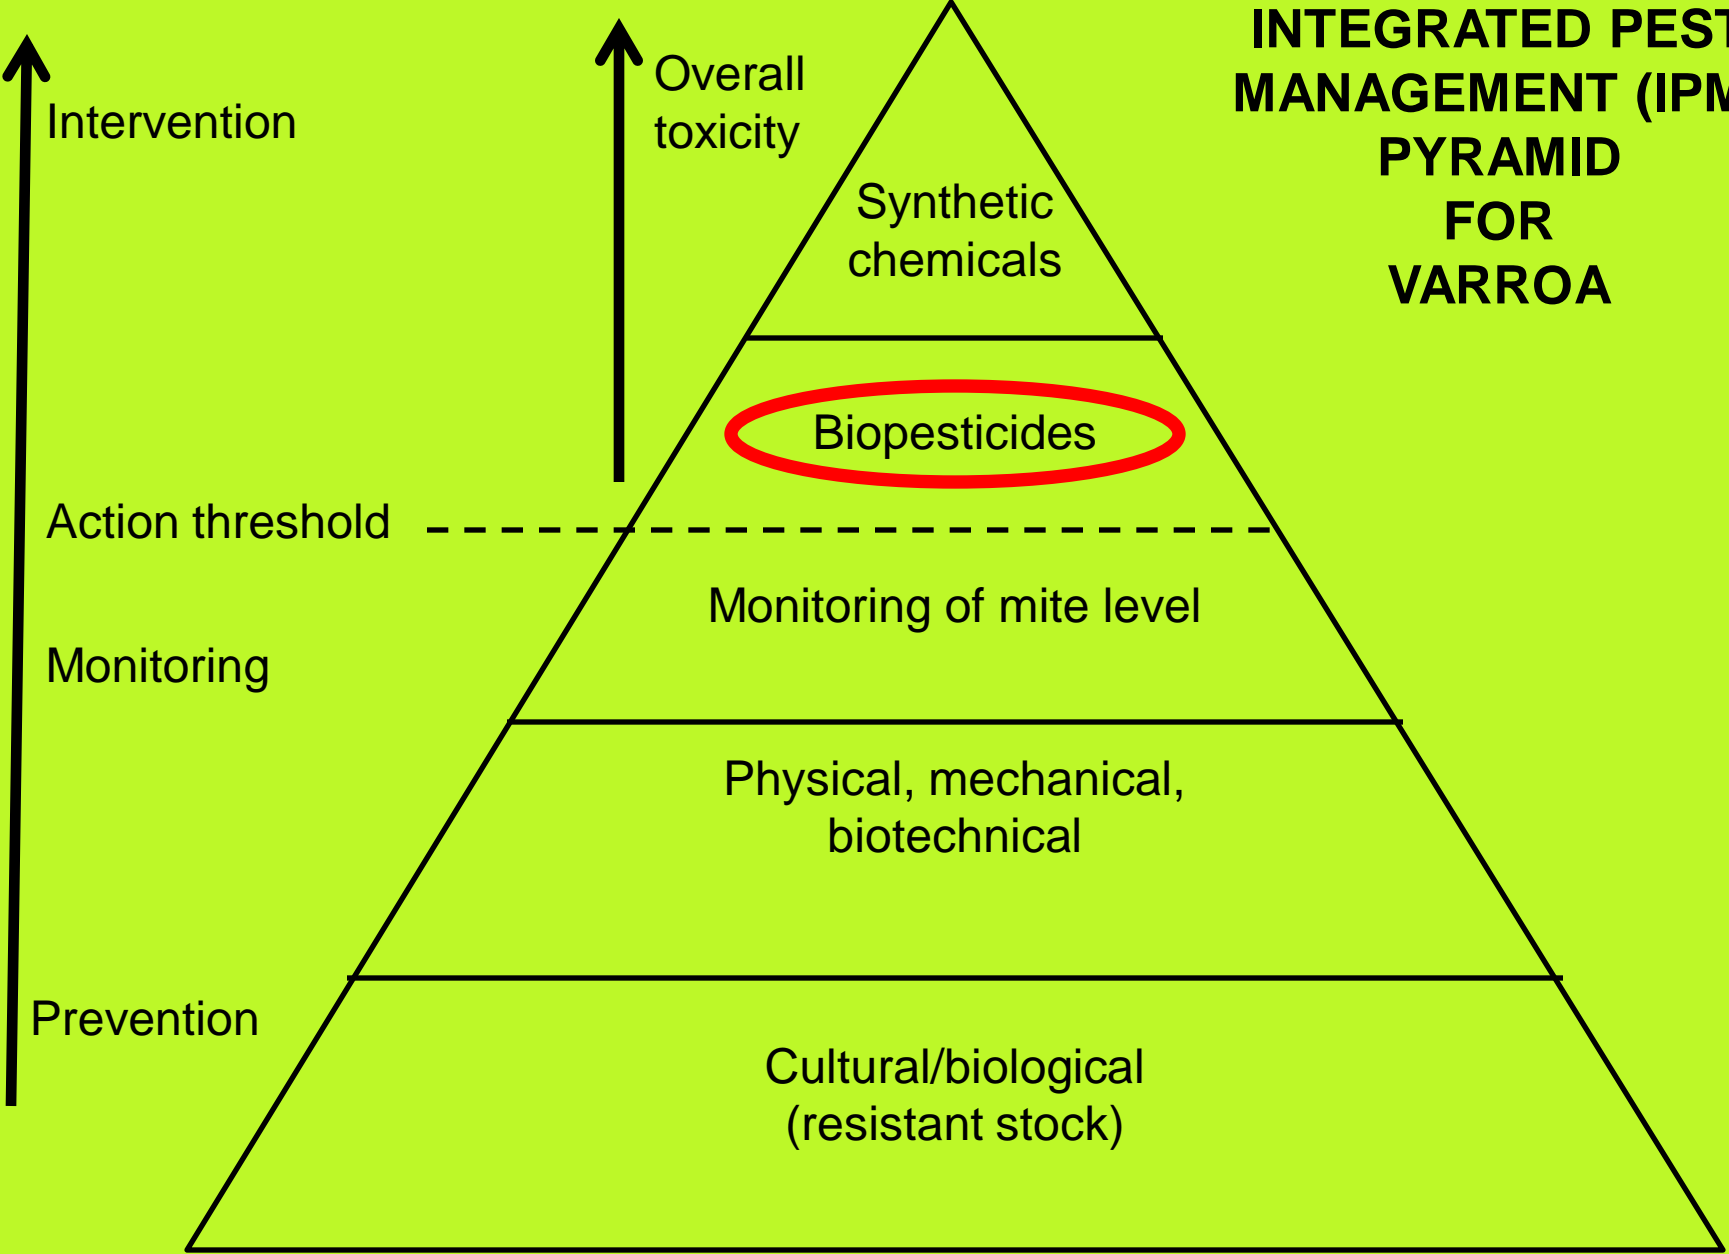 INTEGRATED PEST
MANAGEMENT (IPM
PYRAMID
FOR
VARROA
Overall
toxicity
Intervention
Synthetic
chemicals
Biopesticides
Action threshold
Monitoring of mite level
Monitoring
Physical, mechanical,
biotechnical
Prevention
Cultural/biological
(resistant stock)